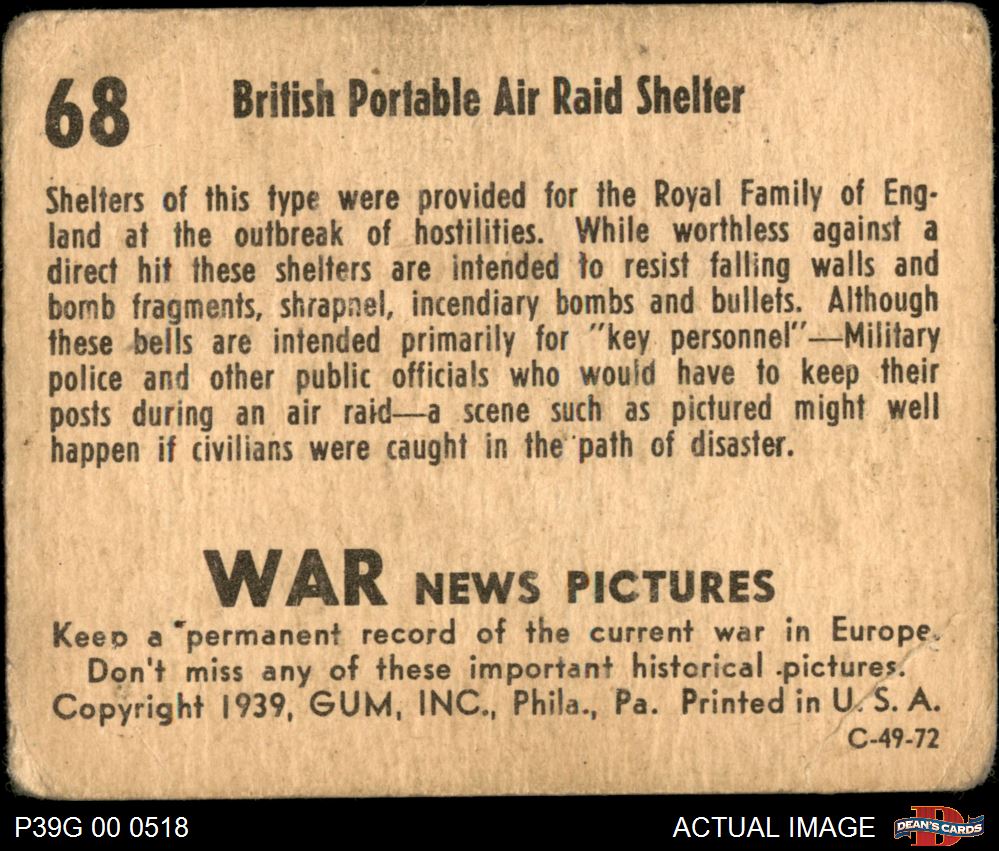 68 British Portable Air Raid Shelter
Shelters of this type were provided for the Royal Family of Eng-
land at the outbreak of hostilities. While worthless against a
direct hit these shelters are intended to resist falling walls and
bomb fragments, shrapnel, incendiary bombs and bullets. Although
these bells are intended primarily for "key personnel"—Military
police and other public officials who would have to keep their
posts during an air raid—a scene such as pictured might well
happen if civilians were caught in the path of disaster.
WAR NEWS PICTURES
Keep a permanent record of the current war in Europe.
Don't miss any of these important historical pictures.
Copyright 1939, GUM, INC., Phila., Pa. Printed in U. S. A.
C-49-72
P39G 00 0518 ACTUAL IMAGE D DEAN'S CARDS